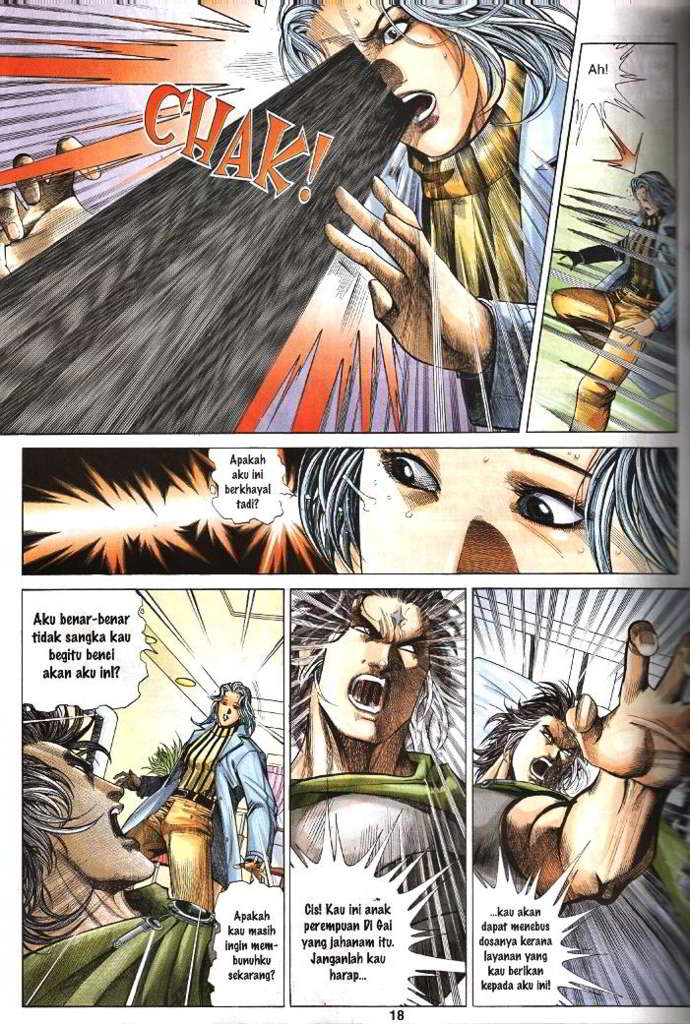 CHAK!
Ah!
Apakah
aku ini
berkhayal
tadi?
Aku benar-benar
tidak sangka kau
begitu benci
akan aku ini?
Apakah
kau masih
ingin mem-
bunuhku
sekarang?
Cis! Kau ini anak
perempuan Di Gai
yang jahanam itu.
Janganlah kau
harap...
...kau akan
dapat menebus
dosanya kerana
layanan yang
kau berikan
kepada aku ini!
18